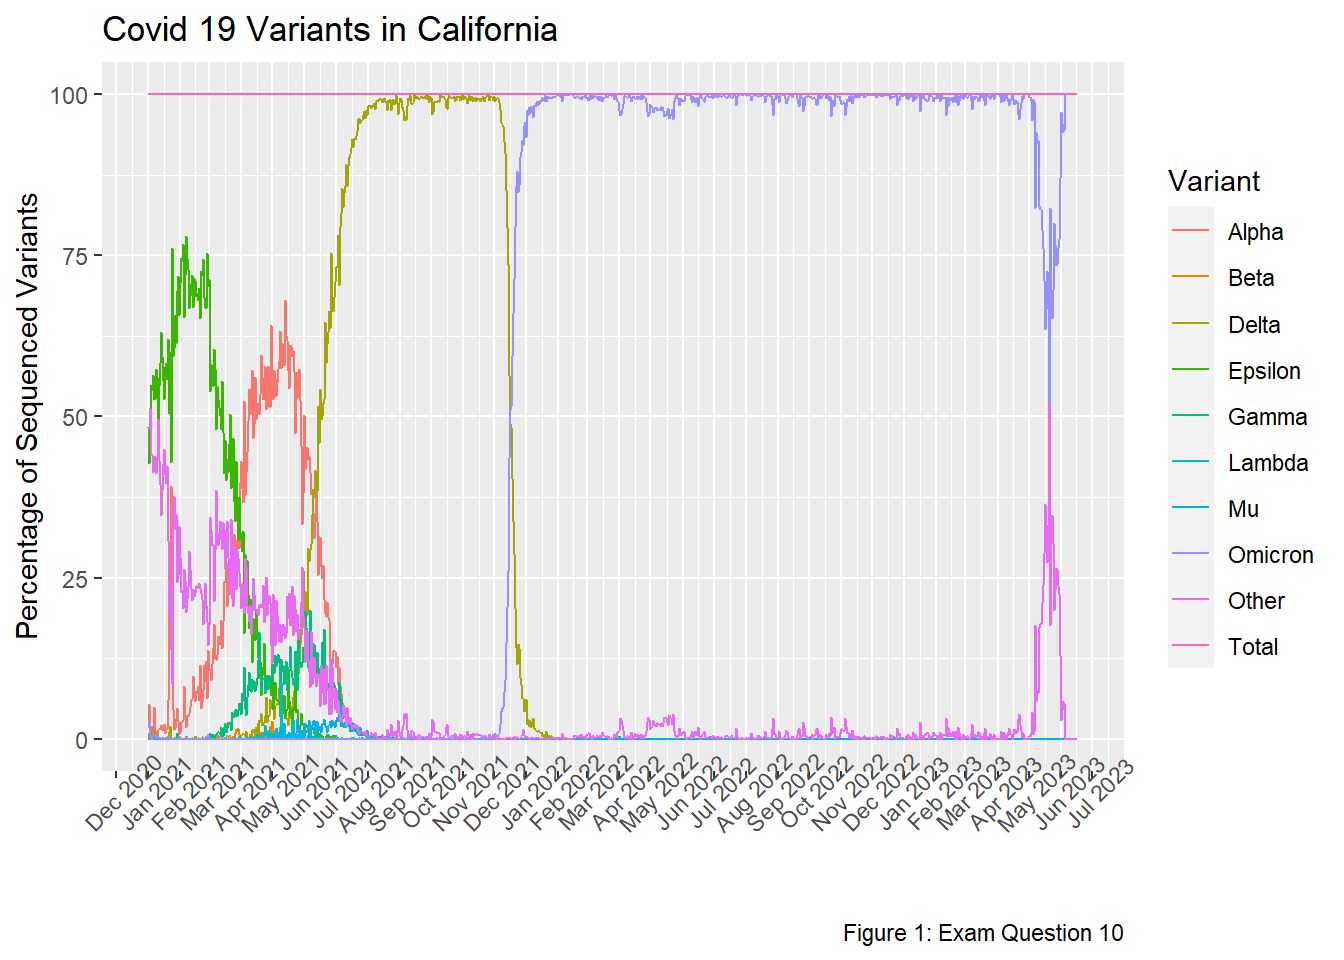 Covid 19 Variants in California
Percentage of Sequenced Variants
100
75
50
25
0
Dec 2020
Jan 2021
Feb 2021
Mar 2021
Apr 2021
May 2021
Jun 2021
Jul 2021
Aug 2021
Sep 2021
Oct 2021
Nov 2021
Dec 2021
Jan 2022
Feb 2022
Mar 2022
Apr 2022
May 2022
Jun 2022
Jul 2022
Aug 2022
Sep 2022
Oct 2022
Nov 2022
Dec 2022
Jan 2023
Feb 2023
Mar 2023
Apr 2023
May 2023
Jun 2023
Jul 2023
Variant
Alpha
Beta
Delta
Epsilon
Gamma
Lambda
Mu
Omicron
Other
Total
Figure 1: Exam Question 10